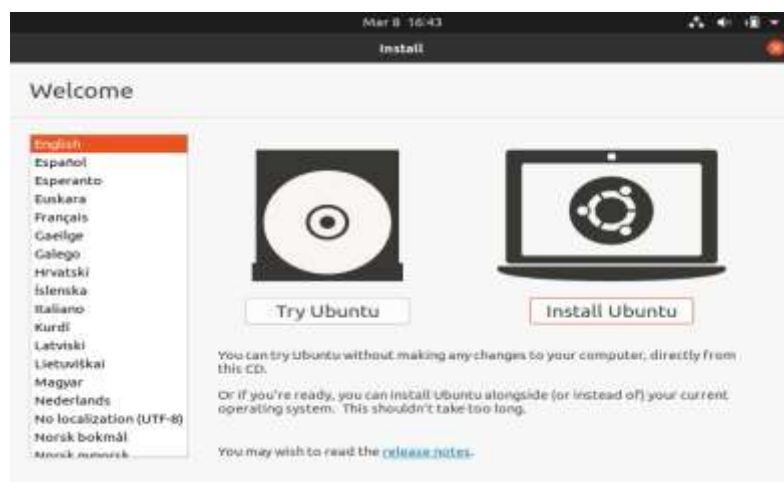 Mar 8 16:43
Install
Welcome
English
Español
Esperanto
Euskara
Français
Gaeilge
Galego
Hrvatski
Íslenska
Italiano
Kurdî
Latviski
Lietuviškai
Magyar
Nederlands
No localization (UTF-8)
Norsk bokmål
Norsk nynorsk
Try Ubuntu
Install Ubuntu
You can try Ubuntu without making any changes to your computer, directly from
this CD.
Or if you're ready, you can install Ubuntu alongside (or instead of) your current
operating system. This shouldn't take too long.
You may wish to read the release notes.